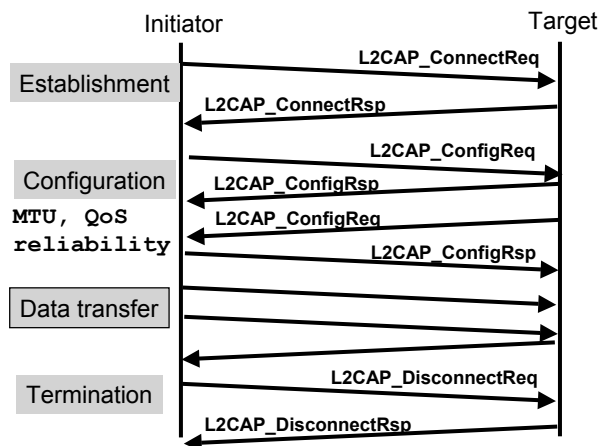 Initiator
Target
L2CAP_ConnectReq
Establishment
L2CAP_ConnectRsp
L2CAP_ConfigReq
Configuration
L2CAP_ConfigRsp
MTU, QoS
L2CAP_ConfigReq
reliability
L2CAP_ConfigRsp
Data transfer
L2CAP_DisconnectReq
Termination
L2CAP_DisconnectRsp